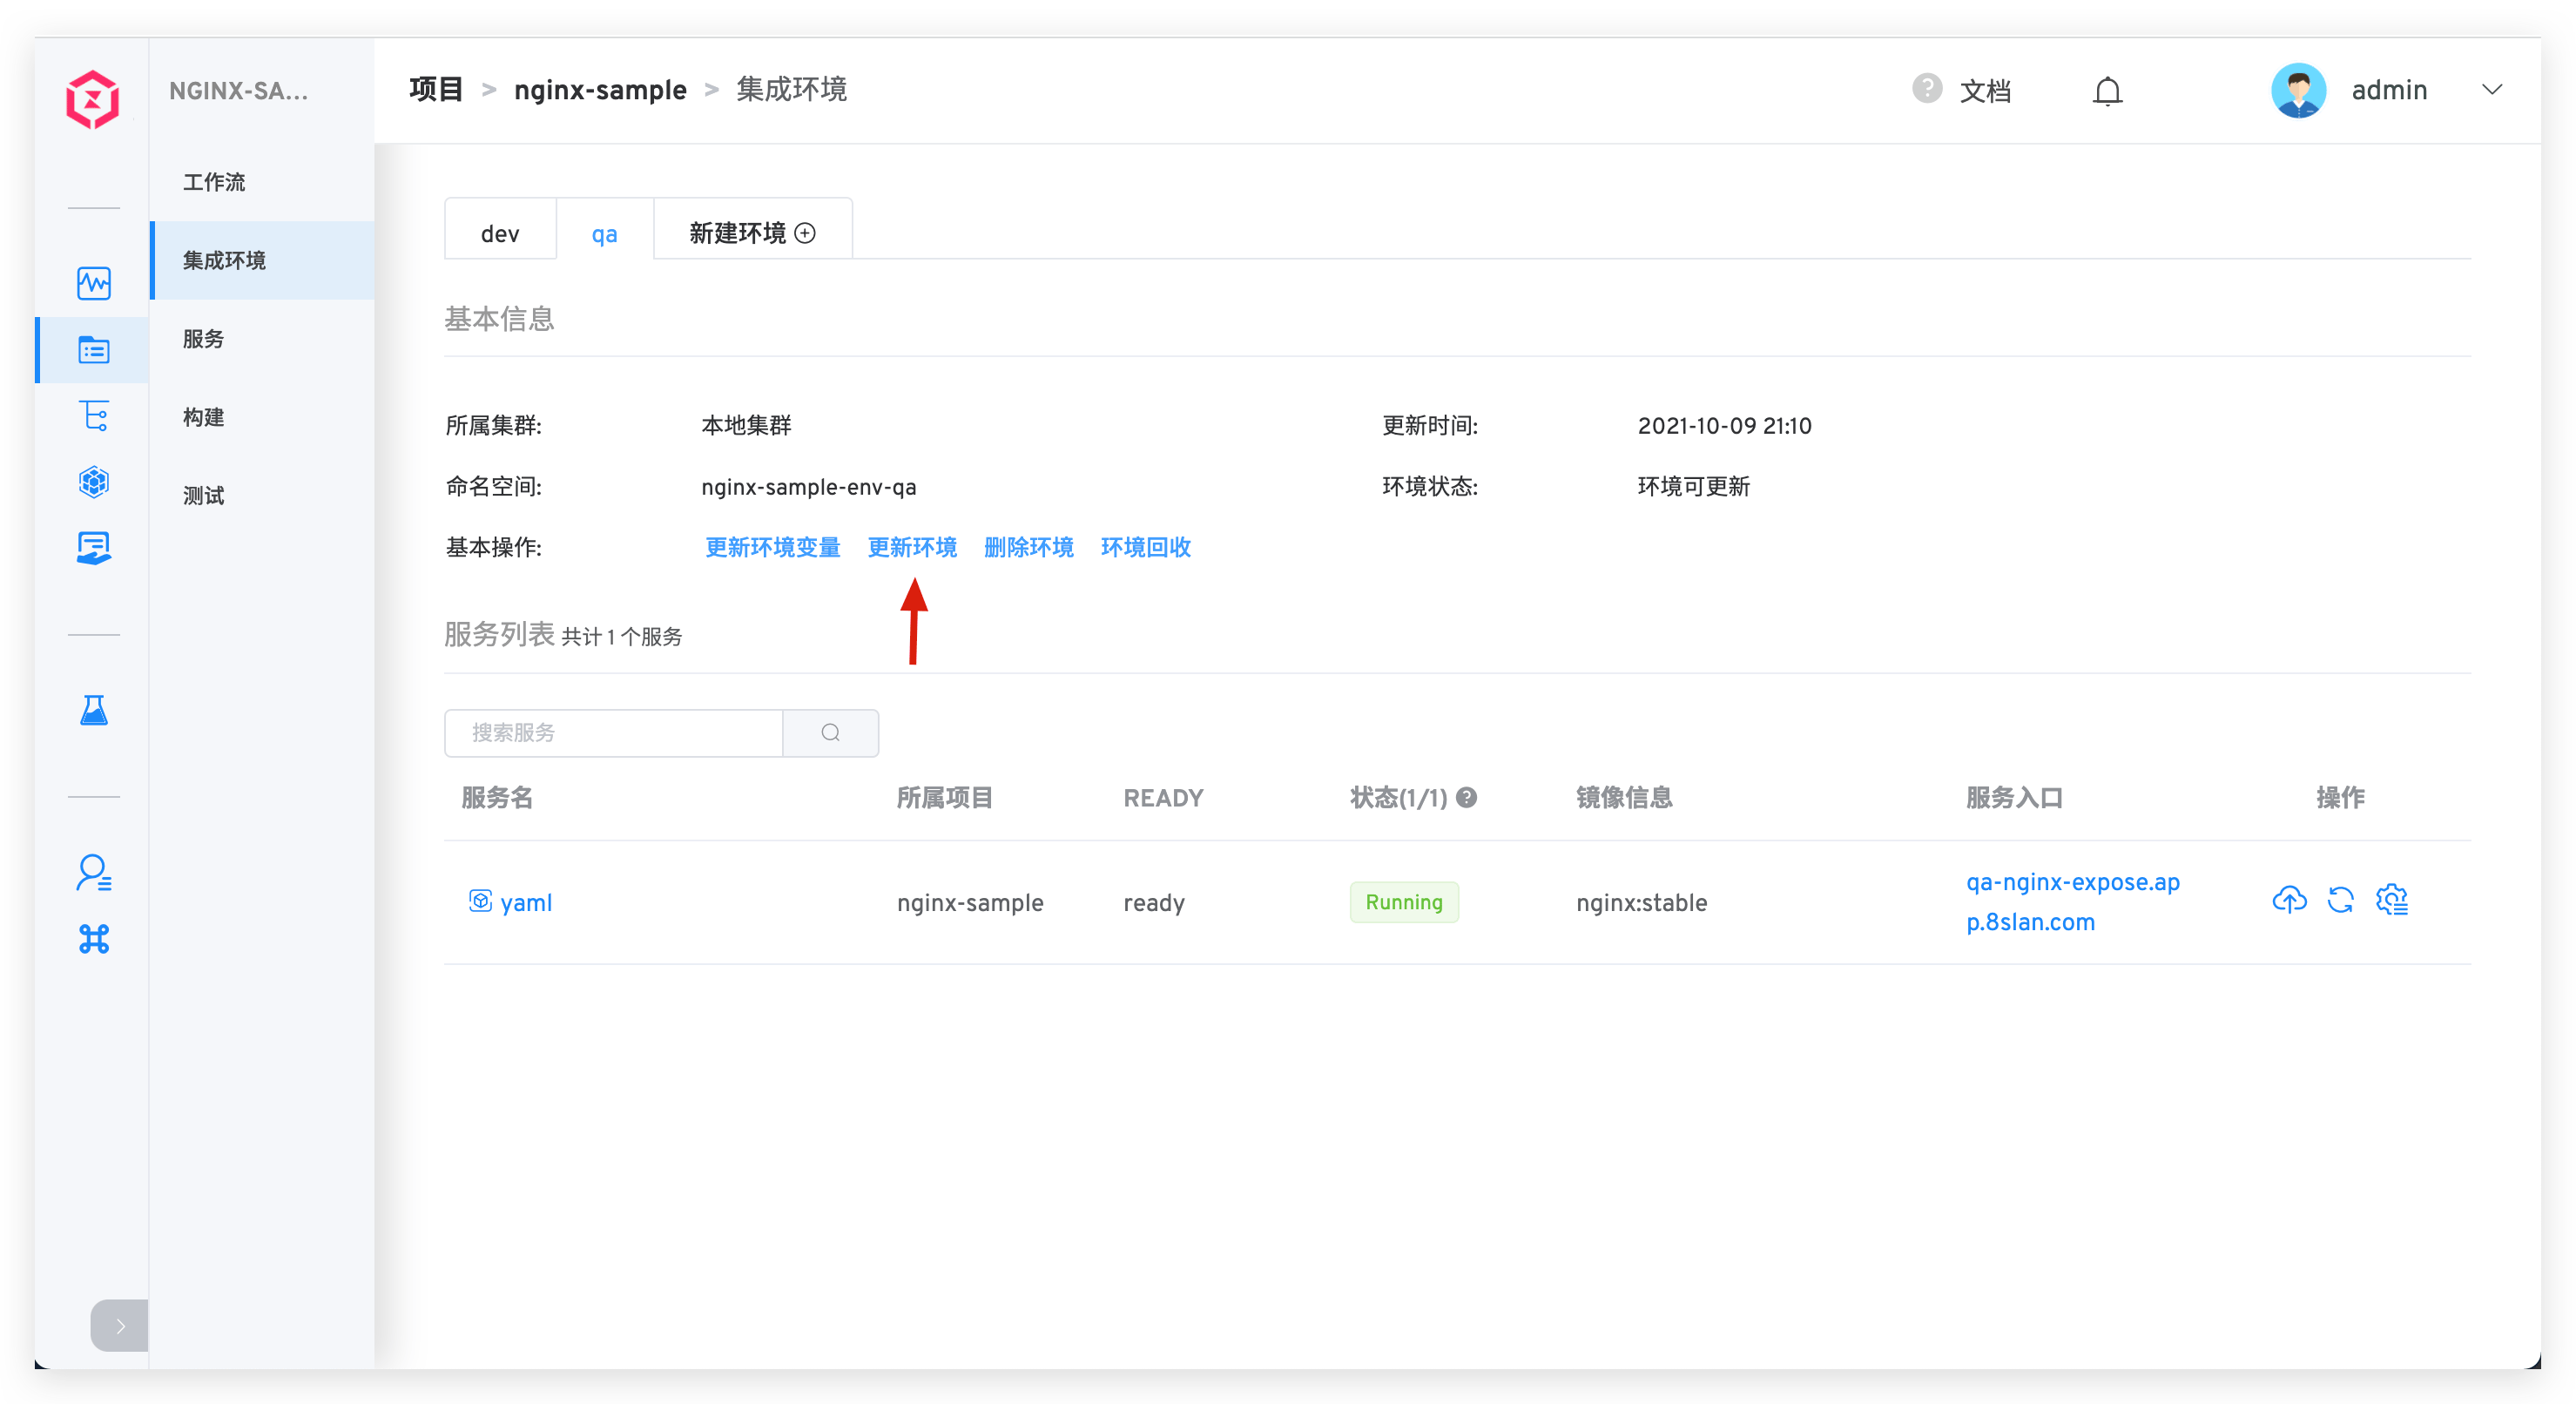 NGINX-SA...
工作流
集成环境
服务
构建
测试
项目 > nginx-sample > 集成环境
? 文档
admin
dev
qa
新建环境
基本信息
所属集群: 本地集群 更新时间: 2021-10-09 21:10
命名空间: nginx-sample-env-qa 环境状态: 环境可更新
基本操作: 更新环境变量 更新环境 删除环境 环境回收
服务列表 共计 1 个服务
搜索服务
服务名 所属项目 READY 状态(1/1) ? 镜像信息 服务入口 操作
yaml nginx-sample ready Running nginx:stable qa-nginx-expose.ap
p.8slan.com